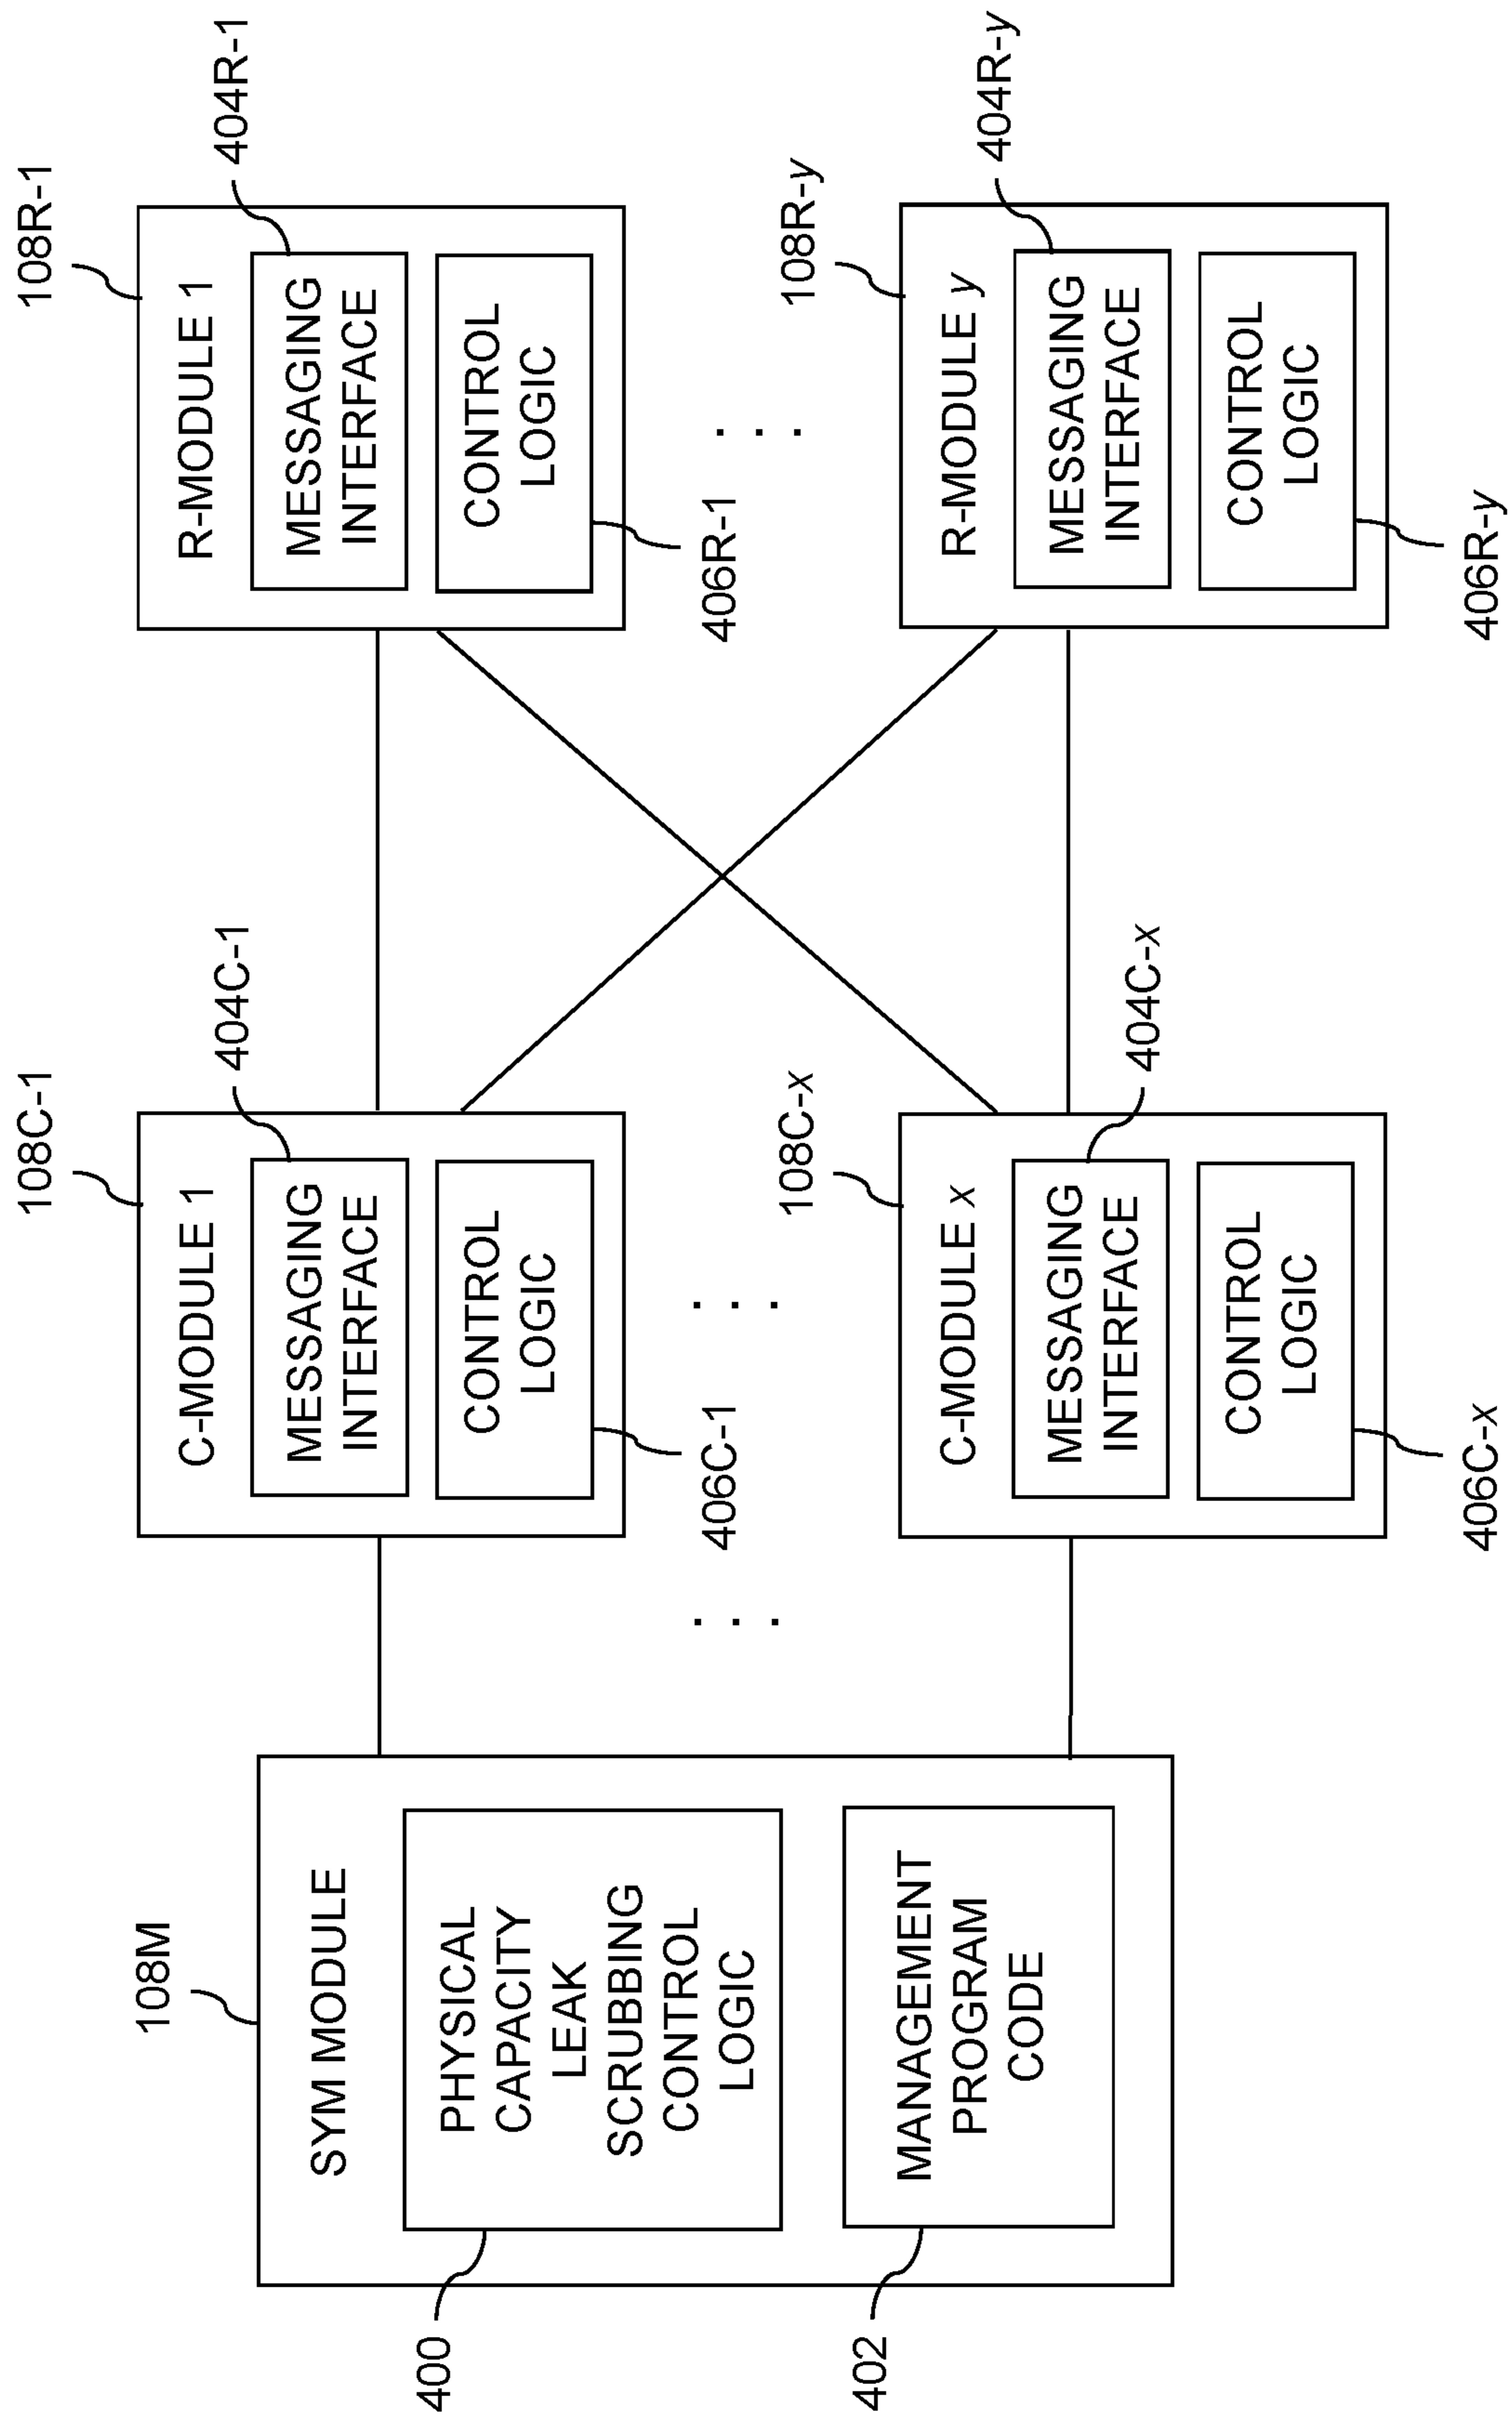 108M
SYM MODULE
PHYSICAL
CAPACITY
LEAK
SCRUBBING
CONTROL
LOGIC
400
MANAGEMENT
PROGRAM
CODE
402
108C-1
C-MODULE 1
404C-1
MESSAGING
INTERFACE
CONTROL
LOGIC
406C-1
. . .
. . .
108C-x
C-MODULE x
404C-x
MESSAGING
INTERFACE
CONTROL
LOGIC
406C-x
108R-1
R-MODULE 1
404R-1
MESSAGING
INTERFACE
CONTROL
LOGIC
406R-1
. . .
108R-y
R-MODULE y
404R-y
MESSAGING
INTERFACE
CONTROL
LOGIC
406R-y